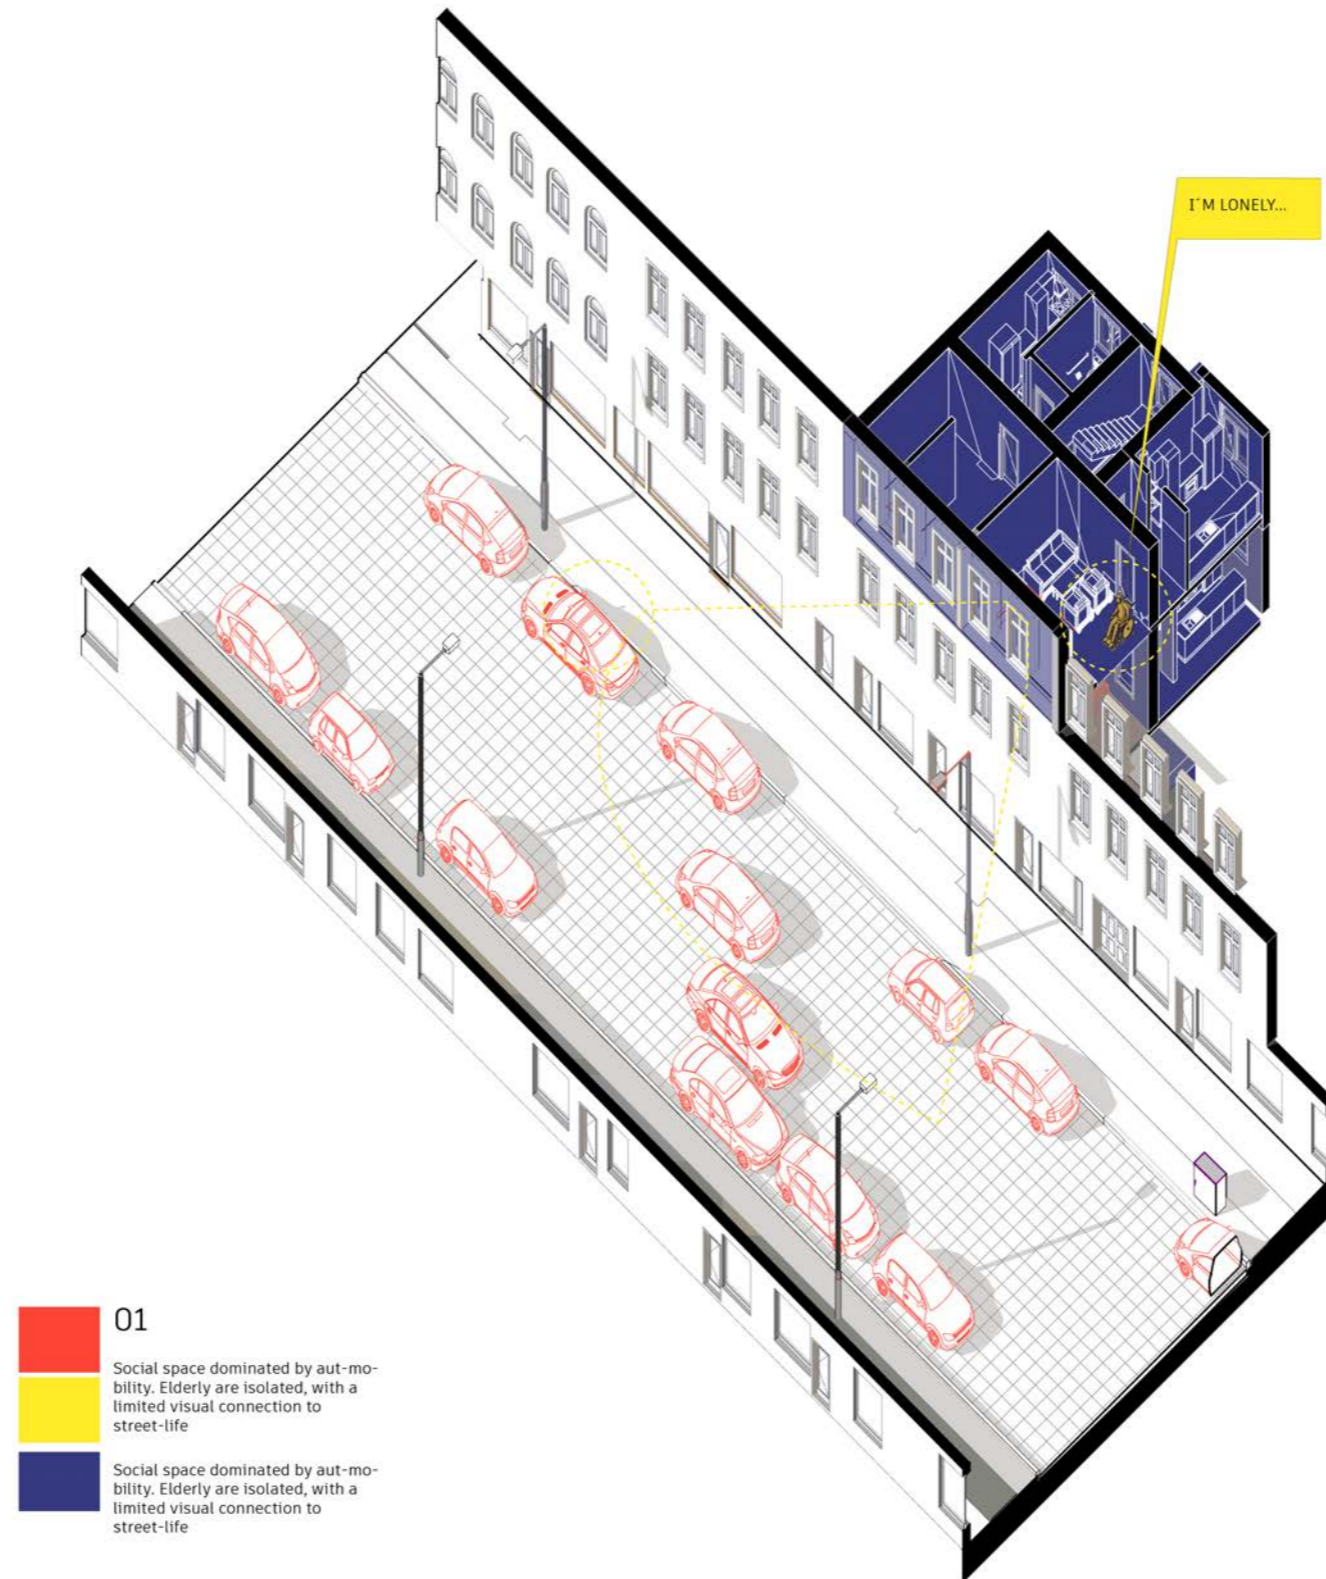 I´M LONELY...
01
Social space dominated by aut-mo-
bility. Elderly are isolated, with a
limited visual connection to
street-life
Social space dominated by aut-mo-
bility. Elderly are isolated, with a
limited visual connection to
street-life